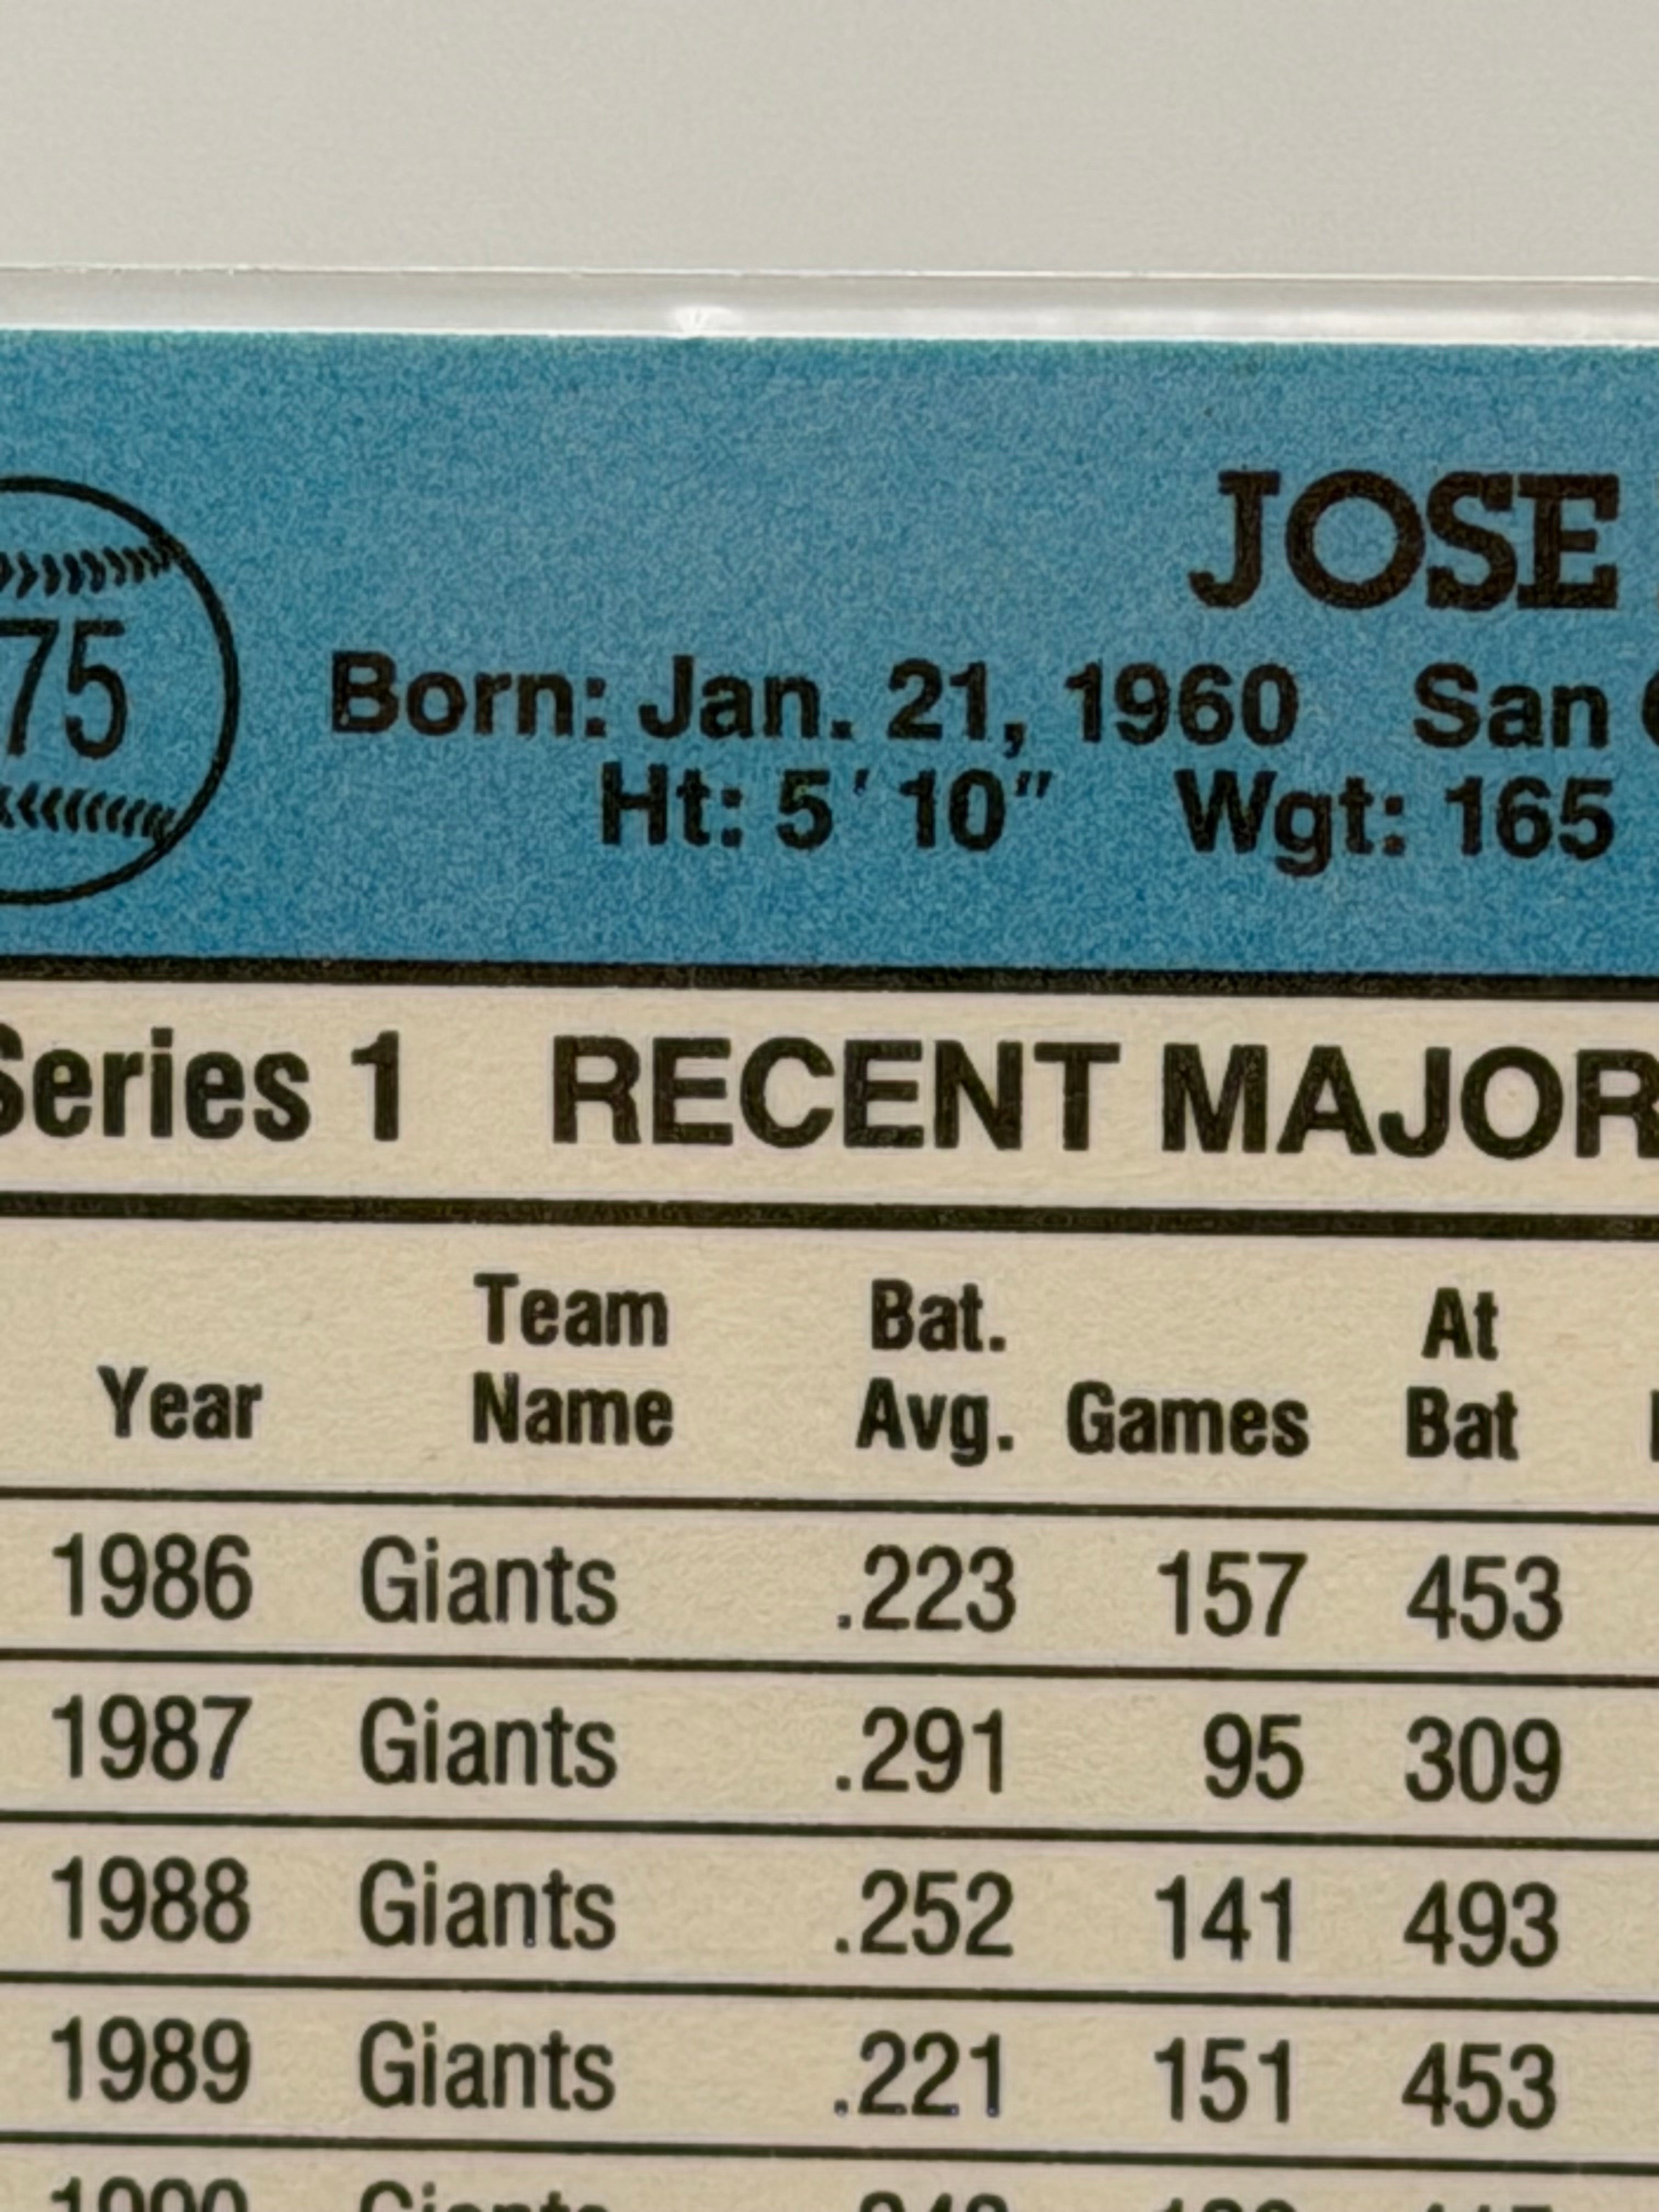 JOSE
75
Born: Jan. 21, 1960 San
Ht: 5' 10" Wgt: 165
Series 1 RECENT MAJOR
Year Team Name Bat. Avg. Games At Bat
1986 Giants .223 157 453
1987 Giants .291 95 309
1988 Giants .252 141 493
1989 Giants .221 151 453
1990 Giants